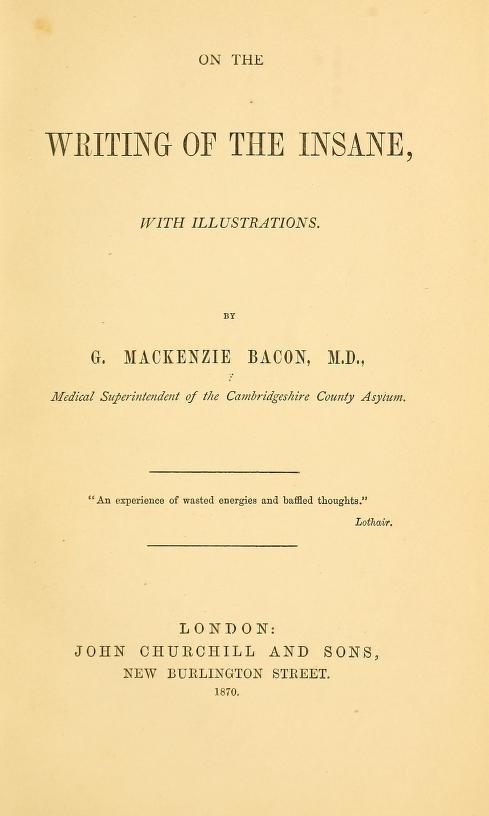 ON THE
WRITING OF THE INSANE,
WITH ILLUSTRATIONS.
BY
G. MACKENZIE BACON, M.D.,
Medical Superintendent of the Cambridgeshire County Asylum.
"An experience of wasted energies and baffled thoughts."
Lothair.
LONDON:
JOHN CHURCHILL AND SONS,
NEW BURLINGTON STREET.
1870.